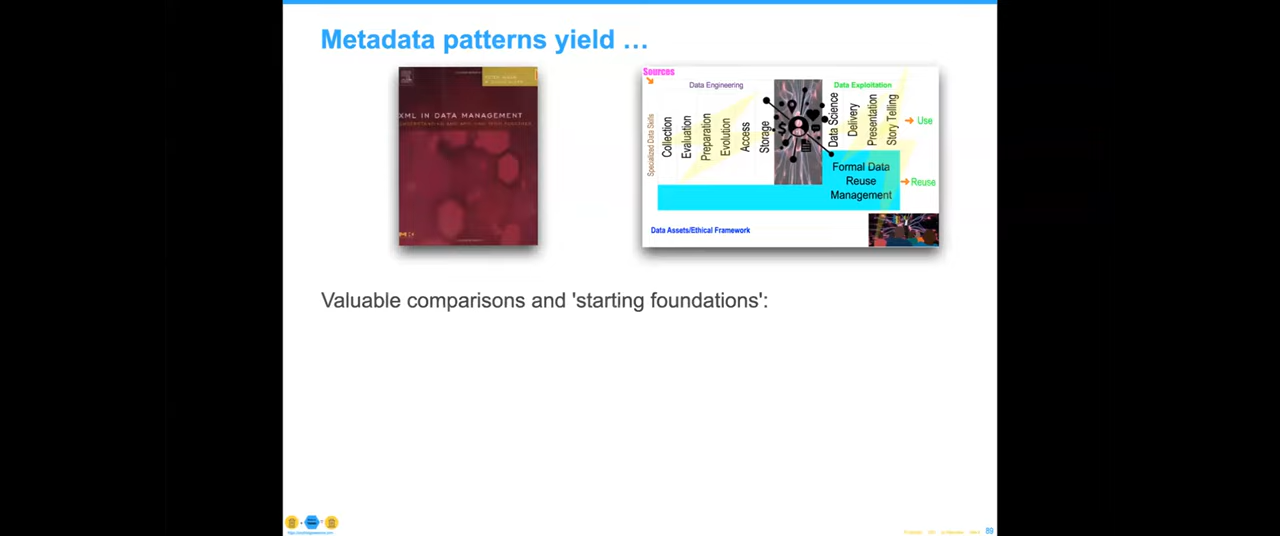 Metadata patterns yield …
XML IN DATA MANAGEMENT
Sources
Data Engineering
Data Exploitation
Specialized Data Skills
Collection
Evaluation
Preparation
Evolution
Access
Storage
Data Science
Delivery
Presentation
Story Telling
Use
Formal Data
Reuse
Management
Reuse
Data Assets/Ethical Framework
Valuable comparisons and 'starting foundations':
89